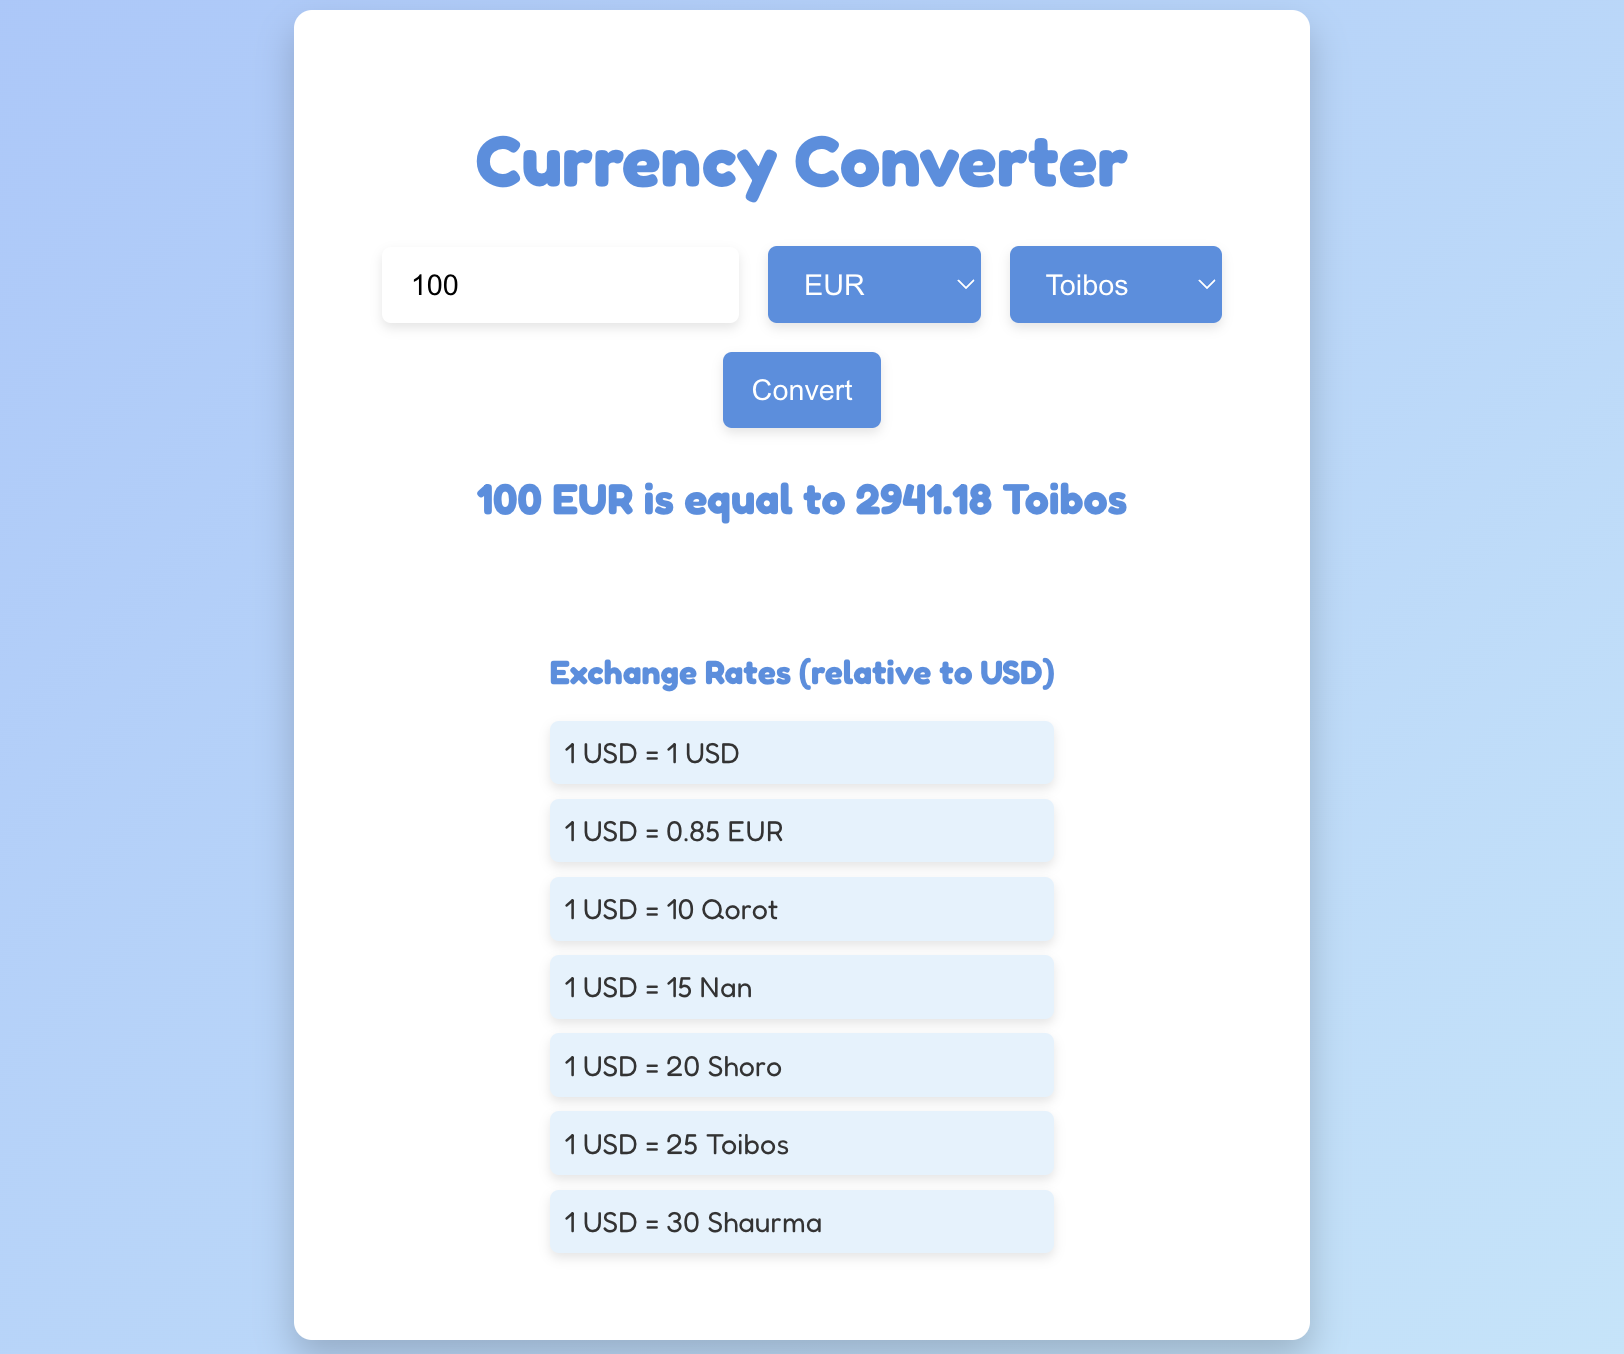 Currency Converter
100 EUR Toibos
Convert
100 EUR is equal to 2941.18 Toibos
Exchange Rates (relative to USD)
1 USD = 1 USD
1 USD = 0.85 EUR
1 USD = 10 Qorot
1 USD = 15 Nan
1 USD = 20 Shoro
1 USD = 25 Toibos
1 USD = 30 Shaurma